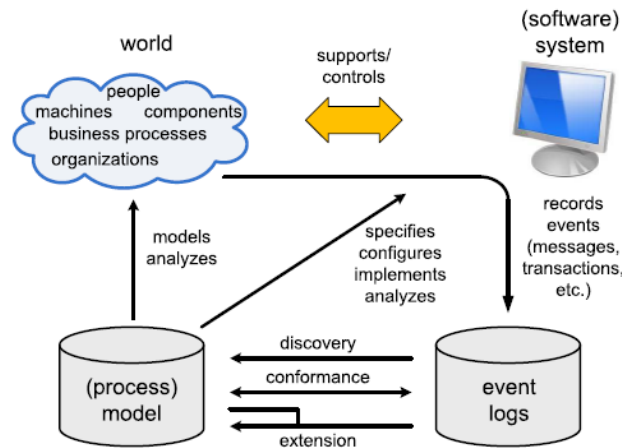 world
people
machines components
business processes
organizations
supports/
controls
(software)
system
models
analyzes
specifies
configures
implements
analyzes
records
events
(messages,
transactions,
etc.)
(process)
model
discovery
conformance
extension
event
logs